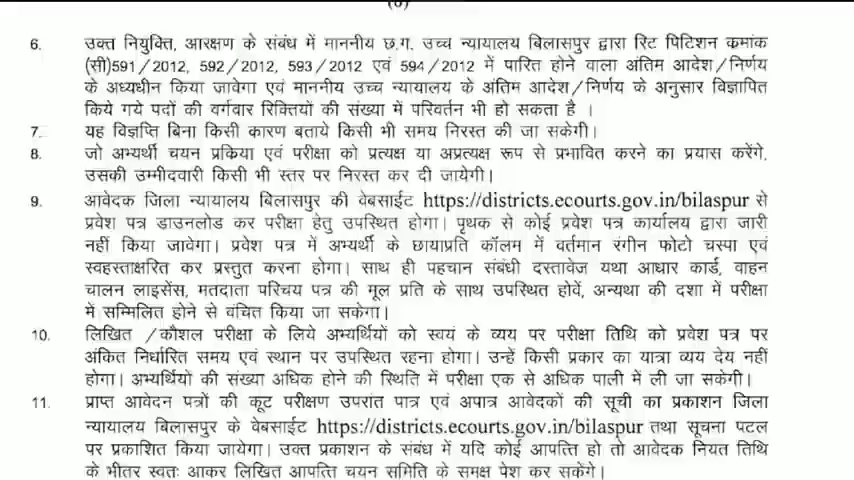 6. उक्त नियुक्ति, आरक्षण के संबंध में माननीय छ.ग. उच्च न्यायालय बिलासपुर द्वारा रिट पिटिशन कमांक
(सी)591/2012, 592/2012, 593/2012 एवं 594/2012 में पारित होने वाला अंतिम आदेश/निर्णय
के अध्यधीन किया जावेगा एवं माननीय उच्च न्यायालय के अंतिम आदेश/निर्णय के अनुसार विज्ञापित
किये गये पदों की वर्गवार रिक्तियों की संख्या में परिवर्तन भी हो सकता है ।
7. यह विज्ञप्ति बिना किसी कारण बताये किसी भी समय निरस्त की जा सकेगी।
8. जो अभ्यर्थी चयन प्रकिया एवं परीक्षा को प्रत्यक्ष या अप्रत्यक्ष रूप से प्रभावित करने का प्रयास करेंगे,
उसकी उम्मीदवारी किसी भी स्तर पर निरस्त कर दी जायेगी।
9. आवेदक जिला न्यायालय बिलासपुर की वेबसाईट https://districts.ecourts.gov.in/bilaspur से
प्रवेश पत्र डाउनलोड कर परीक्षा हेतु उपस्थित होगा। पृथक से कोई प्रवेश पत्र कार्यालय द्वारा जारी
नहीं किया जावेगा। प्रवेश पत्र में अभ्यर्थी के छायाप्रति कॉलम में वर्तमान रंगीन फोटो चस्पा एवं
स्वहस्ताक्षरित कर प्रस्तुत करना होगा। साथ ही पहचान संबंधी दस्तावेज यथा आधार कार्ड, वाहन
चालन लाइसेंस, मतदाता परिचय पत्र की मूल प्रति के साथ उपस्थित होवें, अन्यथा की दशा में परीक्षा
में सम्मिलित होने से वंचित किया जा सकेगा।
10. लिखित /कौशल परीक्षा के लिये अभ्यर्थियों को स्वयं के व्यय पर परीक्षा तिथि को प्रवेश पत्र पर
अंकित निर्धारित समय एवं स्थान पर उपस्थित रहना होगा। उन्हें किसी प्रकार का यात्रा व्यय देय नहीं
होगा। अभ्यर्थियों की संख्या अधिक होने की स्थिति में परीक्षा एक से अधिक पाली में ली जा सकेगी।
11. प्राप्त आवेदन पत्रों की कूट परीक्षण उपरांत पात्र एवं अपात्र आवेदकों की सूची का प्रकाशन जिला
न्यायालय बिलासपुर के वेबसाईट https://districts.ecourts.gov.in/bilaspur तथा सूचना पटल
पर प्रकाशित किया जायेगा। उक्त प्रकाशन के संबंध में यदि कोई आपत्ति हो तो आवेदक नियत तिथि
के भीतर स्वतः आकर लिखित आपत्ति चयन समिति के समक्ष पेश कर सकेंगे।